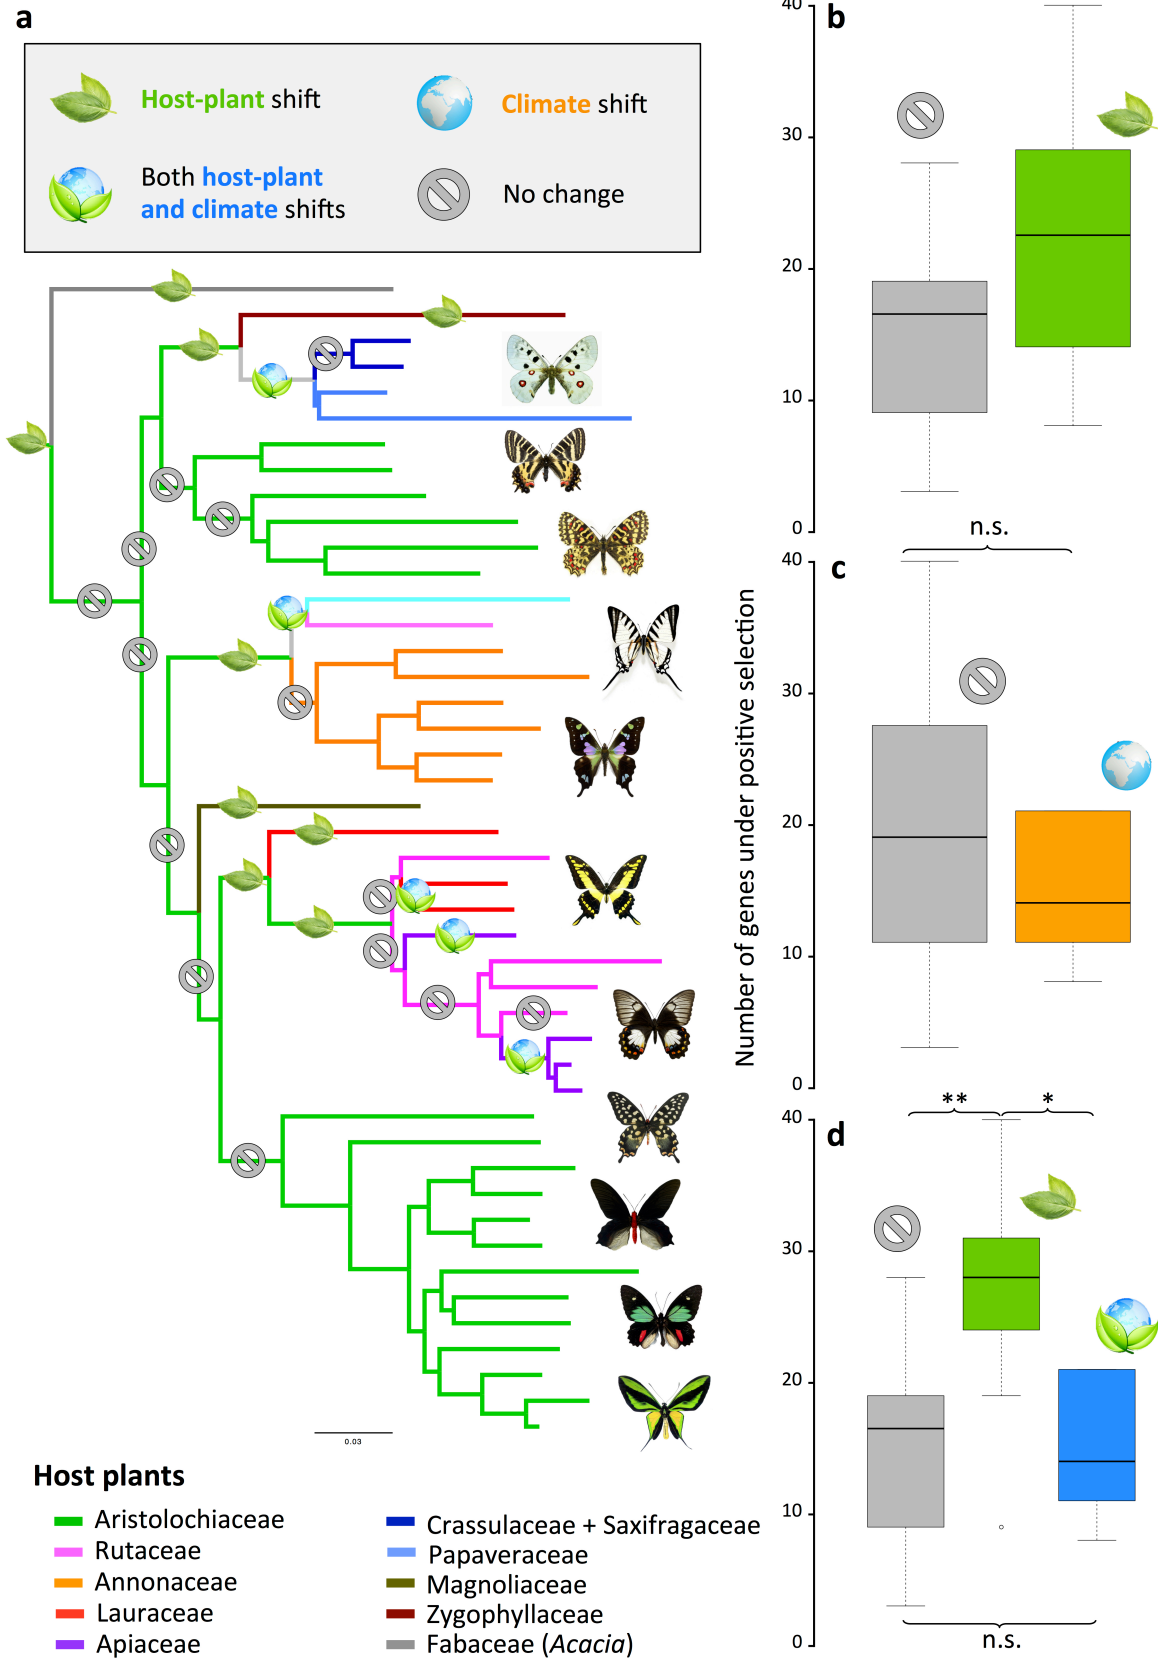 a
Host-plant shift
Climate shift
Both host-plant
and climate shifts
No change
0.03
Host plants
Aristolochiaceae
Rutaceae
Annonaceae
Lauraceae
Apiaceae
Crassulaceae + Saxifragaceae
Papaveraceae
Magnoliaceae
Zygophyllaceae
Fabaceae (Acacia)
Number of genes under positive selection
b
40
30
20
10
0
n.s.
c
40
30
20
10
0
** *
d
40
30
20
10
0
n.s.